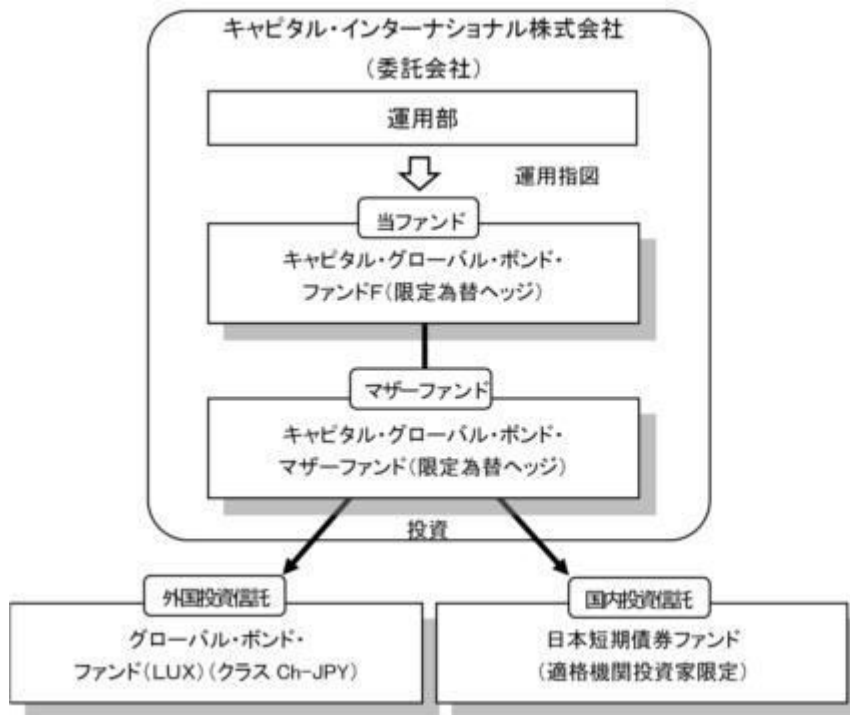 キャピタル・インターナショナル株式会社
（委託会社）
運用部
運用指図
当ファンド
キャピタル・グローバル・ボンド・
ファンドF（限定為替ヘッジ）
マザーファンド
キャピタル・グローバル・ボンド・
マザーファンド（限定為替ヘッジ）
投資
外国投資信託
グローバル・ボンド・
ファンド（LUX）（クラス Ch-JPY）
国内投資信託
日本短期債券ファンド
（適格機関投資家限定）